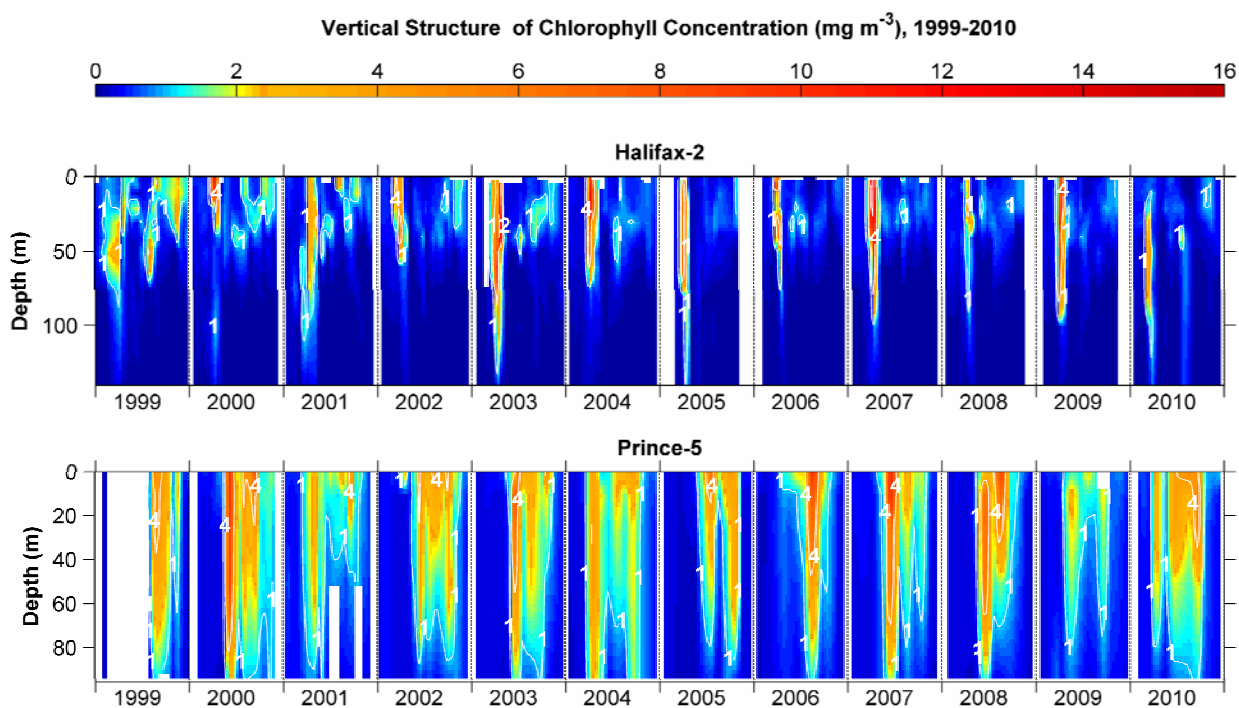 Vertical Structure of Chlorophyll Concentration (mg m-3), 1999-2010
0 2 4 6 8 10 12 14 16
Halifax-2
Depth (m)
0
50
100
1999 2000 2001 2002 2003 2004 2005 2006 2007 2008 2009 2010
Prince-5
Depth (m)
0
20
40
60
80
1999 2000 2001 2002 2003 2004 2005 2006 2007 2008 2009 2010